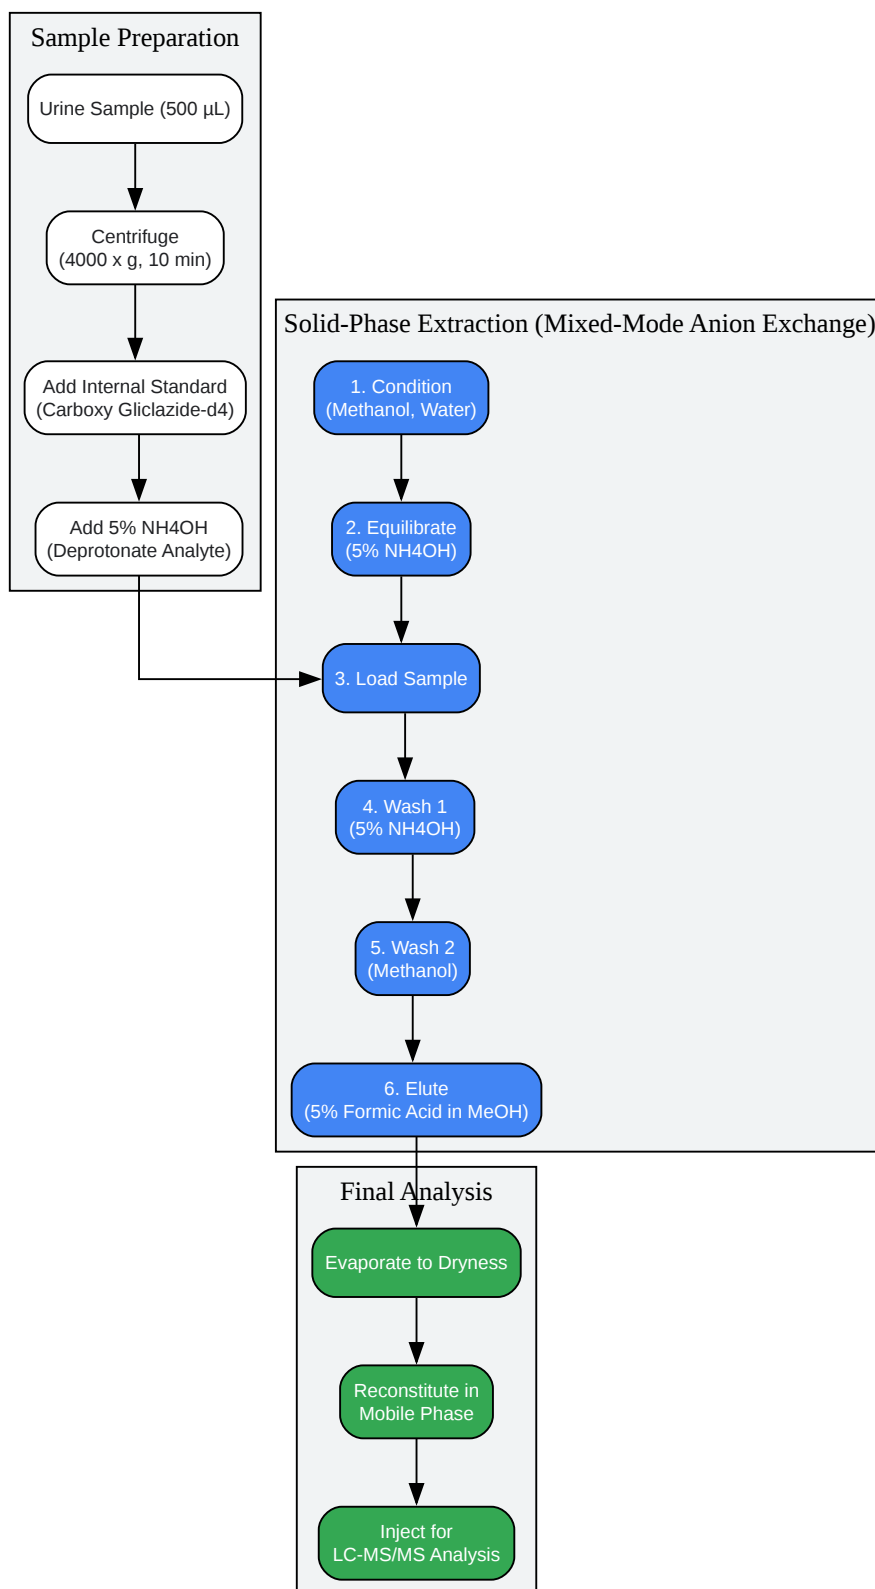 Sample Preparation
Urine Sample (500 µL)
Centrifuge
(4000 x g, 10 min)
Add Internal Standard
(Carboxy Gliclazide-d4)
Add 5% NH4OH
(Deprotonate Analyte)
Solid-Phase Extraction (Mixed-Mode Anion Exchange)
1. Condition
(Methanol, Water)
2. Equilibrate
(5% NH4OH)
3. Load Sample
4. Wash 1
(5% NH4OH)
5. Wash 2
(Methanol)
6. Elute
(5% Formic Acid in MeOH)
Final Analysis
Evaporate to Dryness
Reconstitute in
Mobile Phase
Inject for
LC-MS/MS Analysis